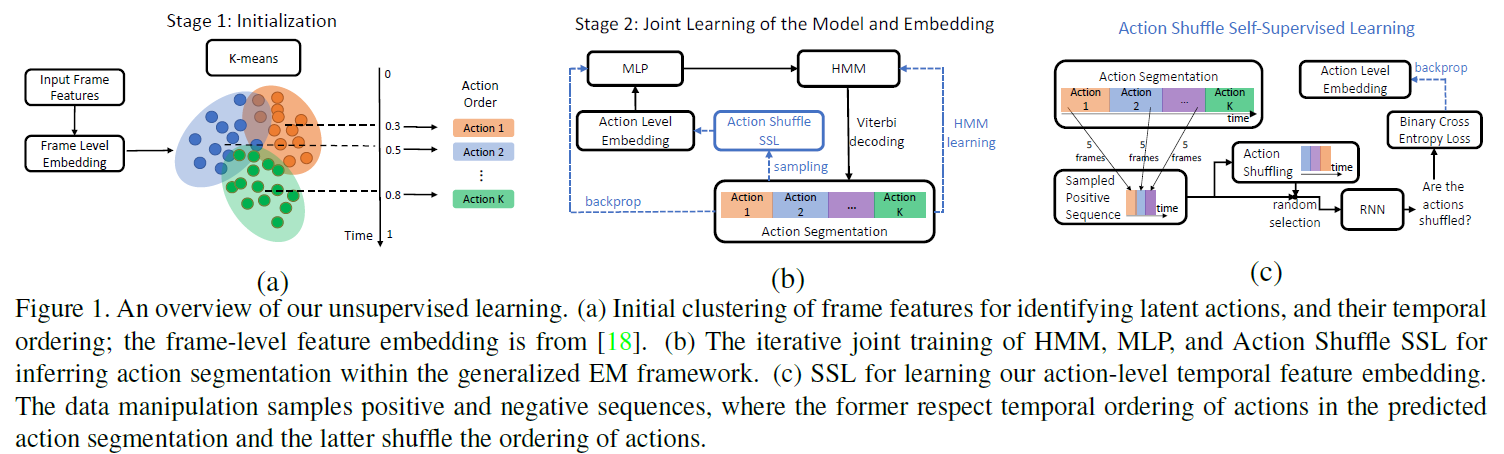 Stage 1: Initialization
K-means
Input Frame
Features
Frame Level
Embedding
0
0.3
0.5
0.8
Time
1
Action
Order
Action 1
Action 2
⋮
Action K
(a)
Stage 2: Joint Learning of the Model and Embedding
MLP
HMM
Action Level
Embedding
Action Shuffle
SSL
Viterbi
decoding
HMM
learning
sampling
backprop
Action
1
Action
2
...
Action
K
Action Segmentation
(b)
Action Shuffle Self-Supervised Learning
Action Segmentation
Action
1
Action
2
...
Action
K
time
5
frames
5
frames
5
frames
Sampled
Positive
Sequence
time
Action
Shuffling
time
random
selection
RNN
Are the
actions
shuffled?
Binary Cross
Entropy Loss
backprop
Action Level
Embedding
(c)
Figure 1. An overview of our unsupervised learning. (a) Initial clustering of frame features for identifying latent actions, and their temporal
ordering; the frame-level feature embedding is from [18]. (b) The iterative joint training of HMM, MLP, and Action Shuffle SSL for
inferring action segmentation within the generalized EM framework. (c) SSL for learning our action-level temporal feature embedding.
The data manipulation samples positive and negative sequences, where the former respect temporal ordering of actions in the predicted
action segmentation and the latter shuffle the ordering of actions.